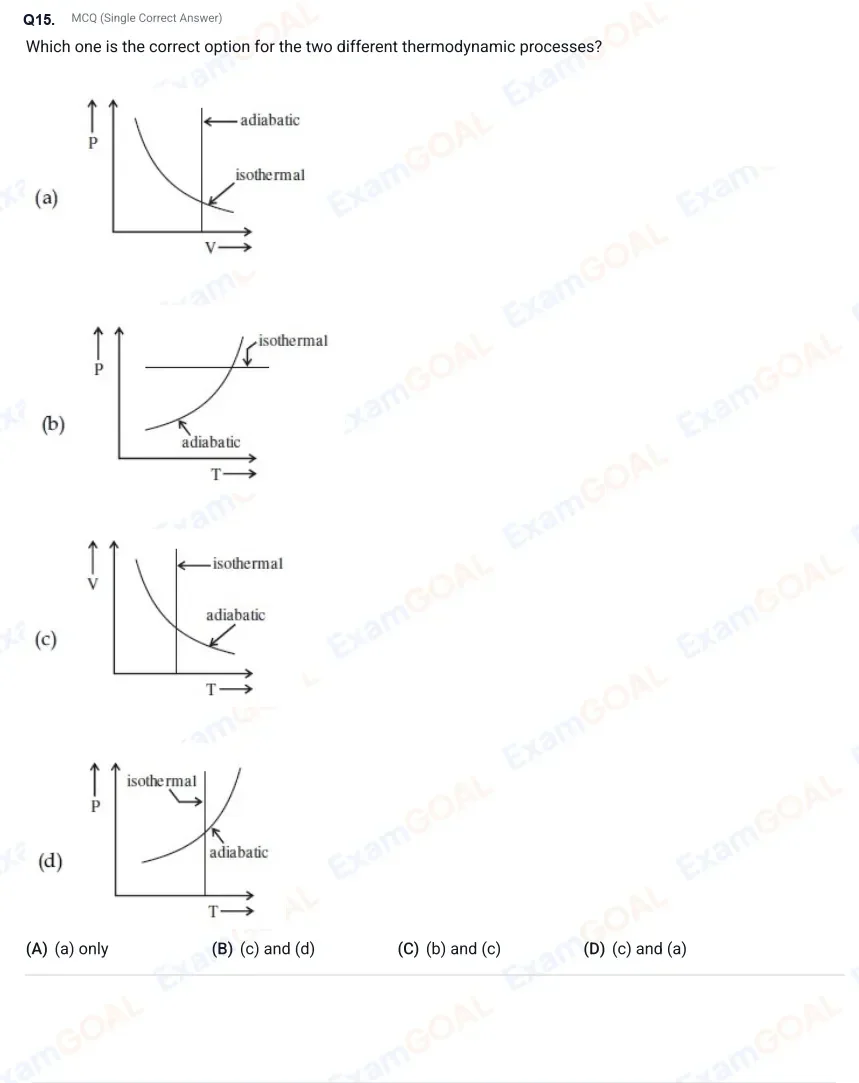 Q15. MCQ (Single Correct Answer)
Which one is the correct option for the two different thermodynamic processes?
(a)
P
adiabatic
isothermal
V
(b)
P
isothermal
adiabatic
T
(c)
V
isothermal
adiabatic
T
(d)
P
isothermal
adiabatic
T
(A) (a) only (B) (c) and (d) (C) (b) and (c) (D) (c) and (a)
ExamGOAL